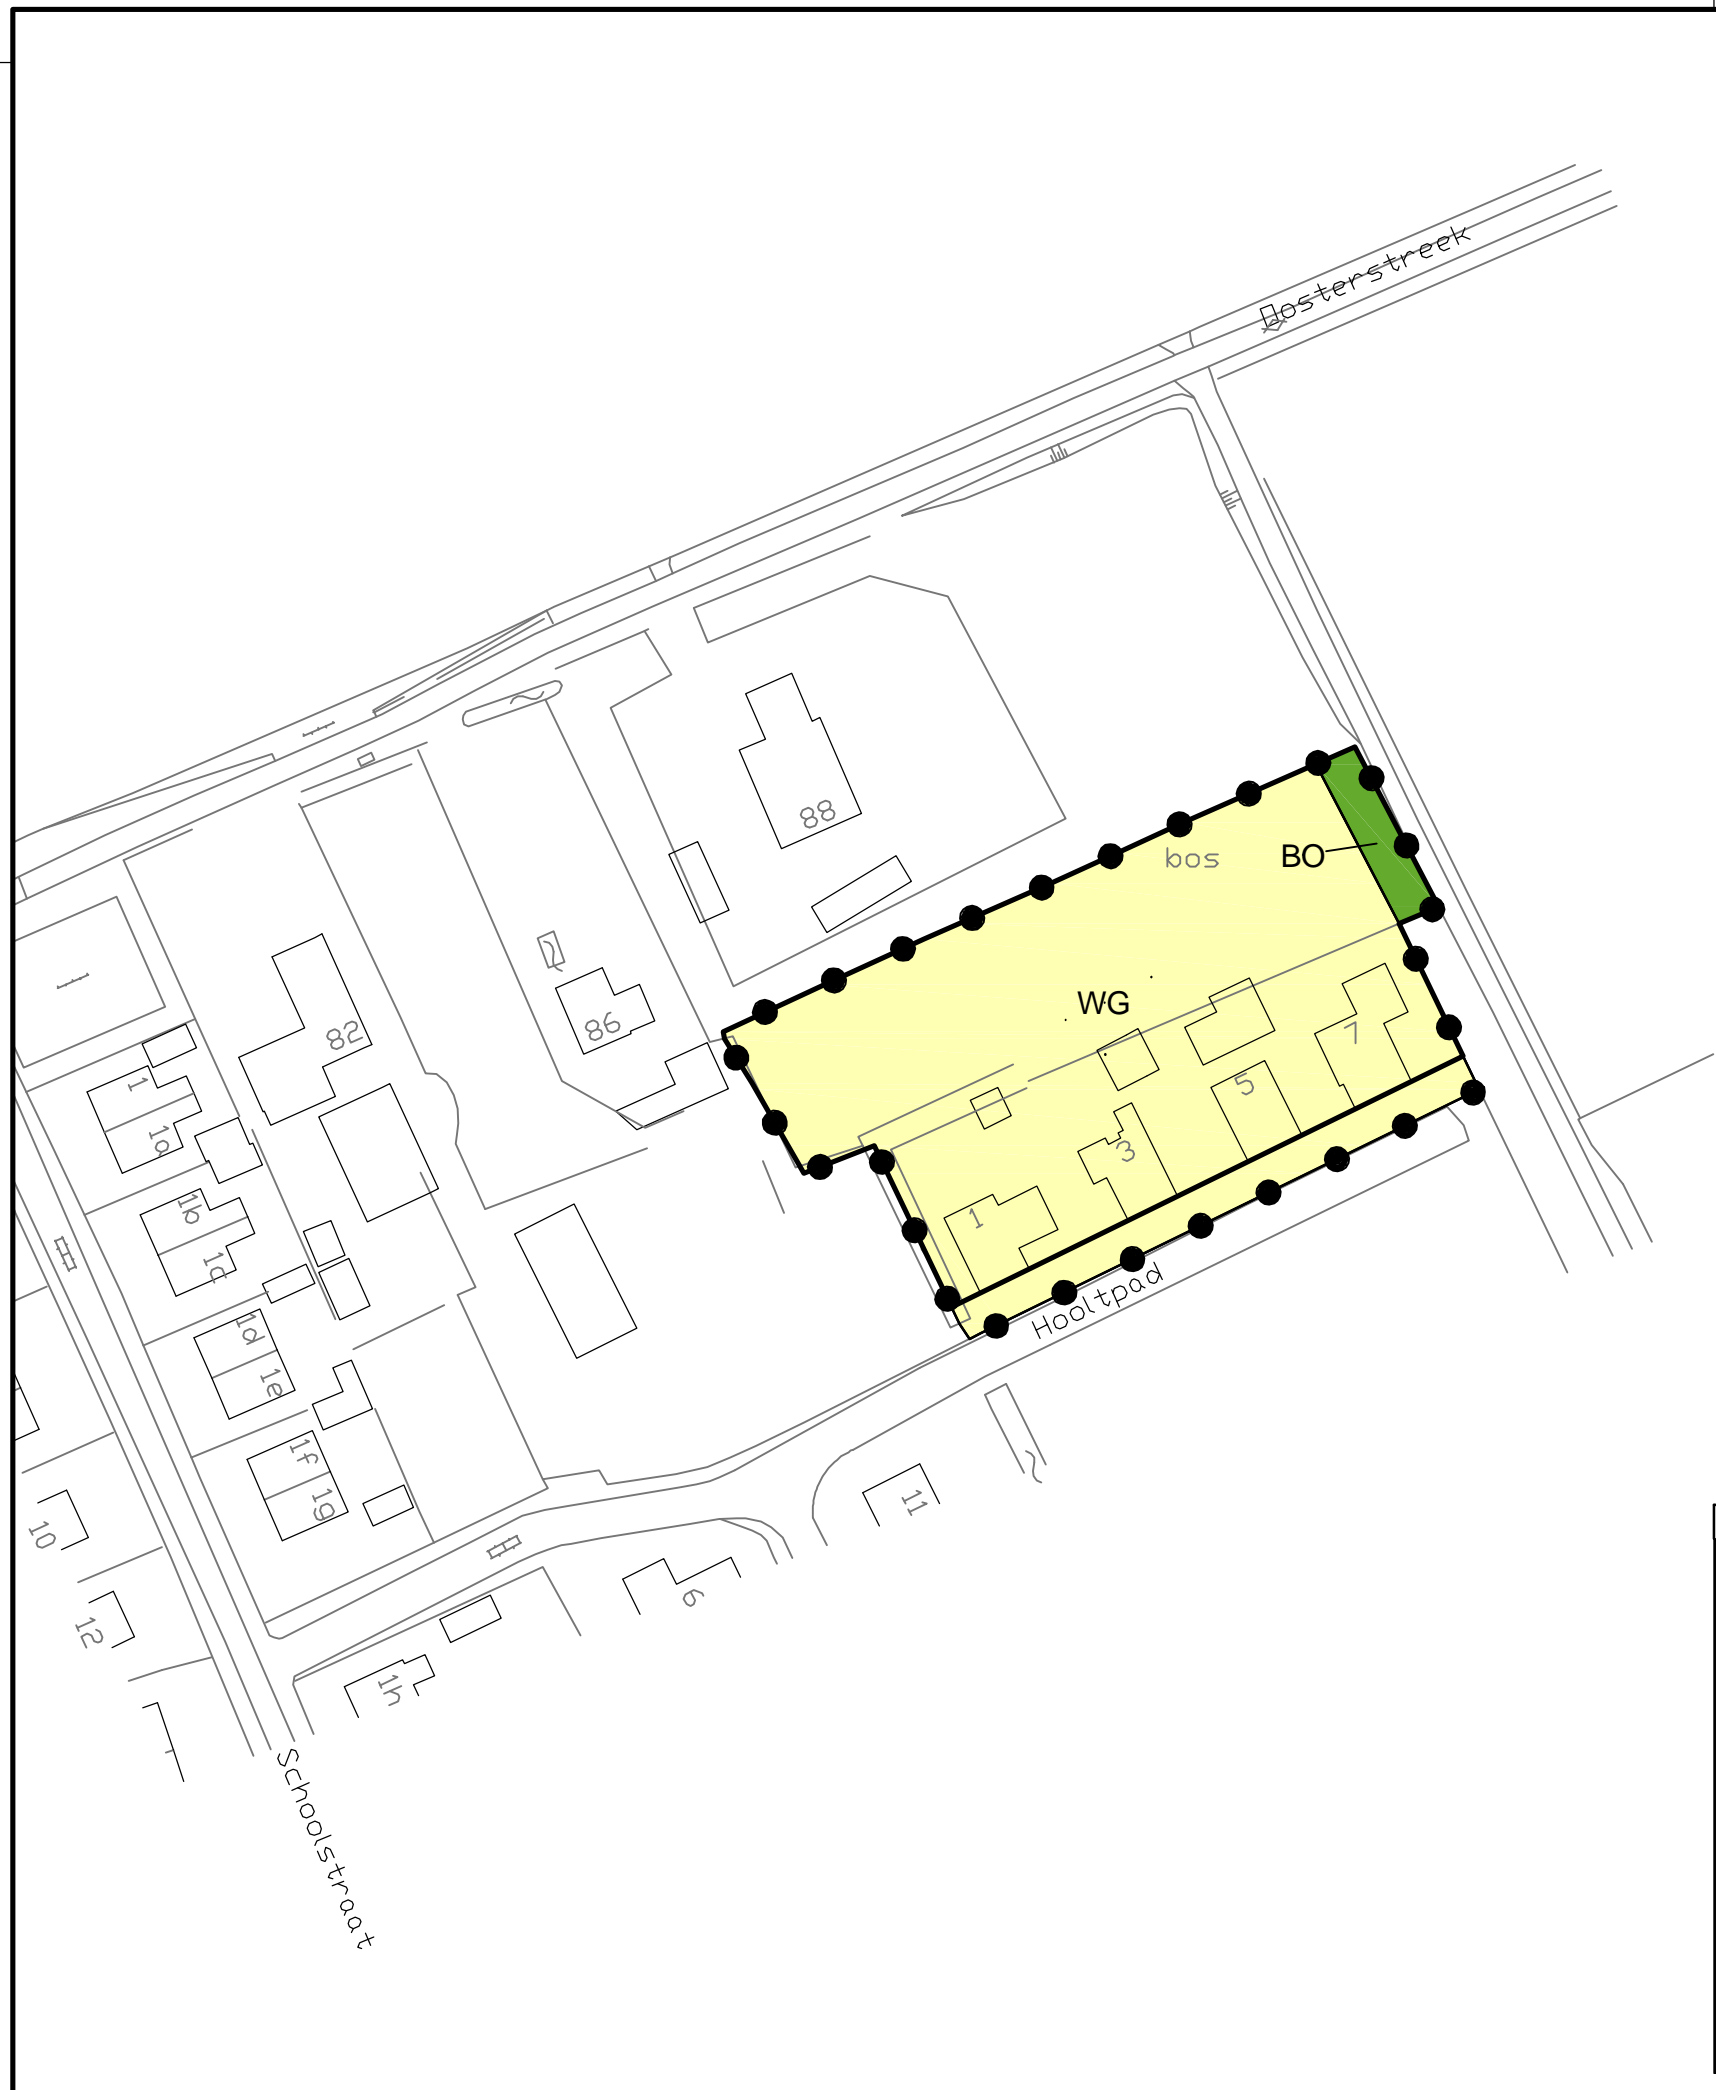 Oosterstreek
88
bos
BO
86
WG
82
7
1
5
1a
3
1b
1
1c
Hooltpad
1d
1e
1f
1g
11
10
6
12
1h
Schoolstraat